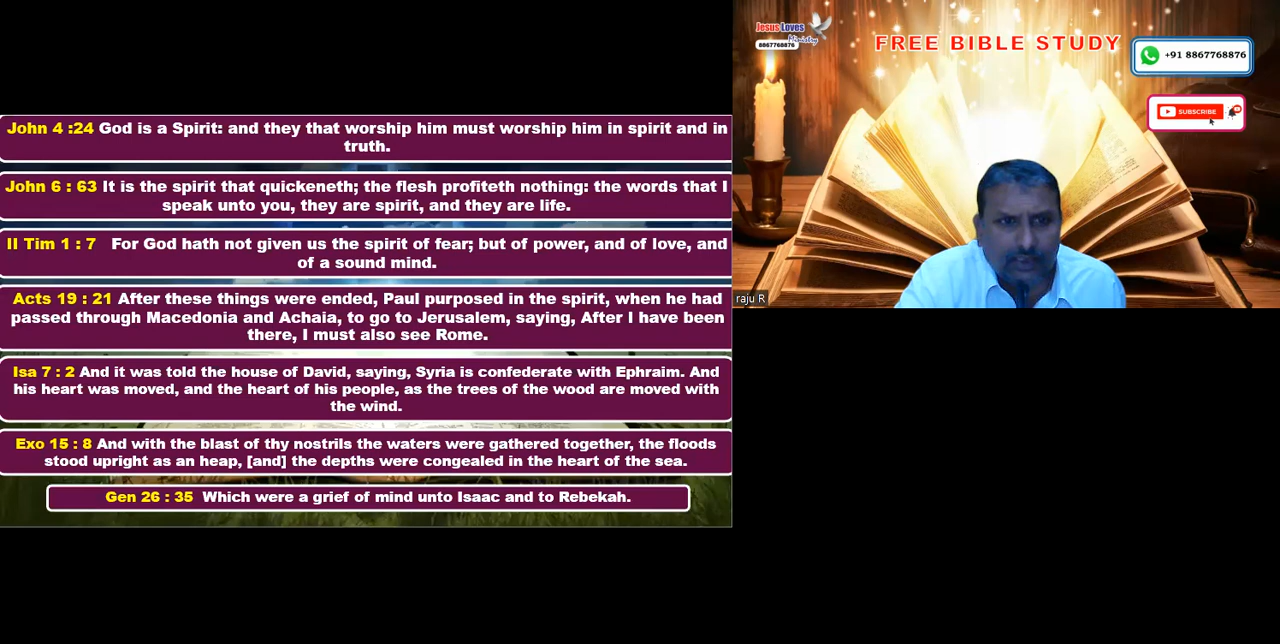 John 4 :24 God is a Spirit: and they that worship him must worship him in spirit and in
truth.
John 6 : 63 It is the spirit that quickeneth; the flesh profiteth nothing: the words that I
speak unto you, they are spirit, and they are life.
II Tim 1 : 7 For God hath not given us the spirit of fear; but of power, and of love, and
of a sound mind.
Acts 19 : 21 After these things were ended, Paul purposed in the spirit, when he had
passed through Macedonia and Achaia, to go to Jerusalem, saying, After I have been
there, I must also see Rome.
Isa 7 : 2 And it was told the house of David, saying, Syria is confederate with Ephraim. And
his heart was moved, and the heart of his people, as the trees of the wood are moved with
the wind.
Exo 15 : 8 And with the blast of thy nostrils the waters were gathered together, the floods
stood upright as an heap, [and] the depths were congealed in the heart of the sea.
Gen 26 : 35 Which were a grief of mind unto Isaac and to Rebekah.
Jesus Loves
Ministry
8867768876
FREE BIBLE STUDY
+91 8867768876
SUBSCRIBE
raju R